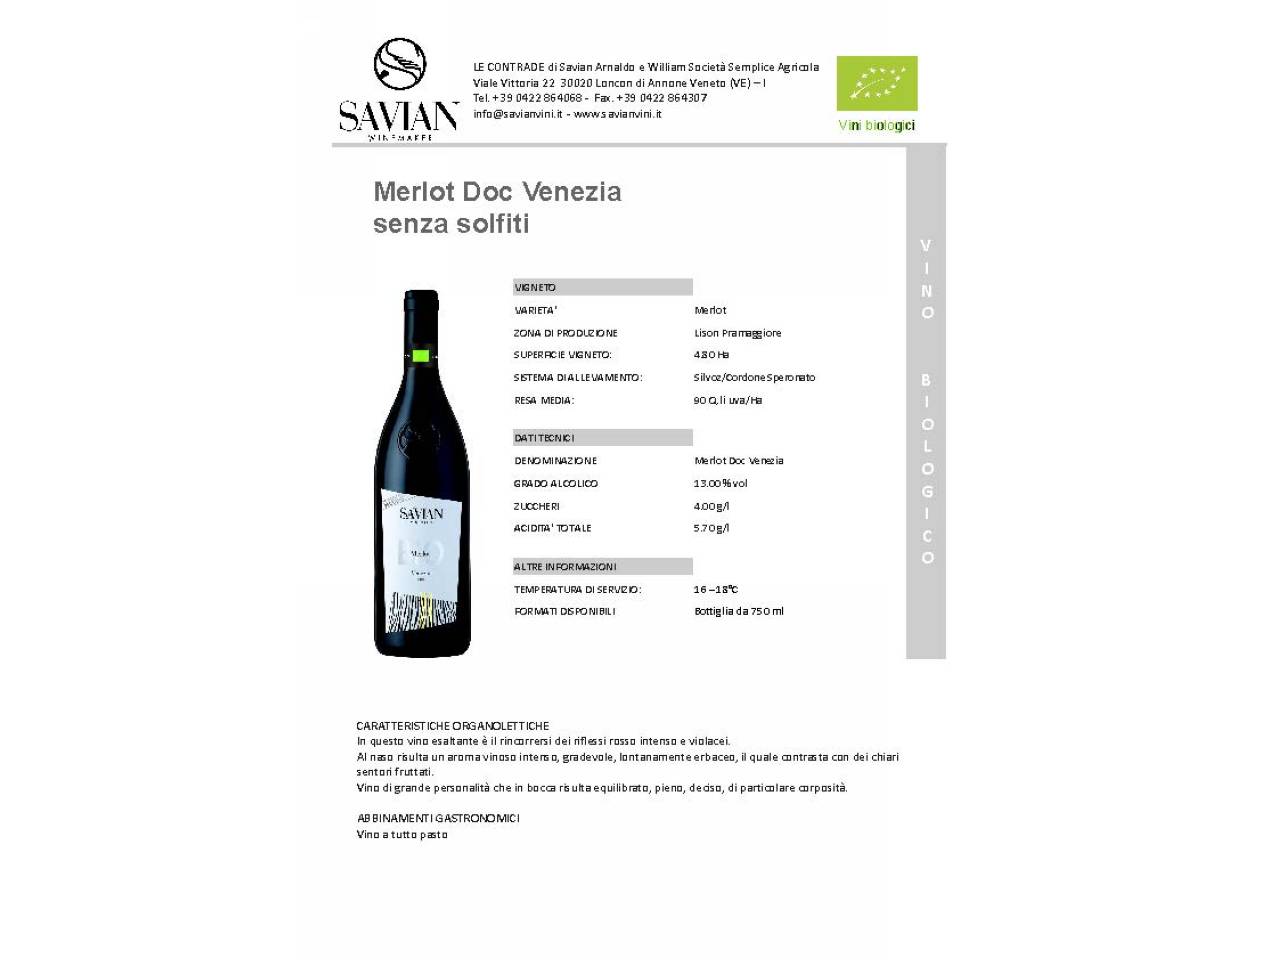 SAVIAN
WINEMAKER
LE CONTRADE di Savian Arnaldo e William Società Semplice Agricola
Viale Vittoria 22 30020 Loncon di Annone Veneto (VE) – I
Tel. +39 0422 864068 - Fax. +39 0422 864307
info@savianvini.it - www.savianvini.it
Vini biologici
Merlot Doc Venezia
senza solfiti
VINO BIOLOGICO
VIGNETO
VARIETA' Merlot
ZONA DI PRODUZIONE Lison Pramaggiore
SUPERFICIE VIGNETO: 4.80 Ha
SISTEMA DI ALLEVAMENTO: Silvoz/Cordone Speronato
RESA MEDIA: 90 Q.li uva/Ha
DATI TECNICI
DENOMINAZIONE Merlot Doc Venezia
GRADO ALCOLICO 13.00 % vol
ZUCCHERI 4.00 g/l
ACIDITA' TOTALE 5.70 g/l
ALTRE INFORMAZIONI
TEMPERATURA DI SERVIZIO: 16 –18°C
FORMATI DISPONIBILI Bottiglia da 750 ml
SAVIAN
BIO
Merlot
CARATTERISTICHE ORGANOLETTICHE
In questo vino esaltante è il rincorrersi dei riflessi rosso intenso e violacei.
Al naso risulta un aroma vinoso intenso, gradevole, lontanamente erbaceo, il quale contrasta con dei chiari
sentori fruttati.
Vino di grande personalità che in bocca risulta equilibrato, pieno, deciso, di particolare corposità.
ABBINAMENTI GASTRONOMICI
Vino a tutto pasto